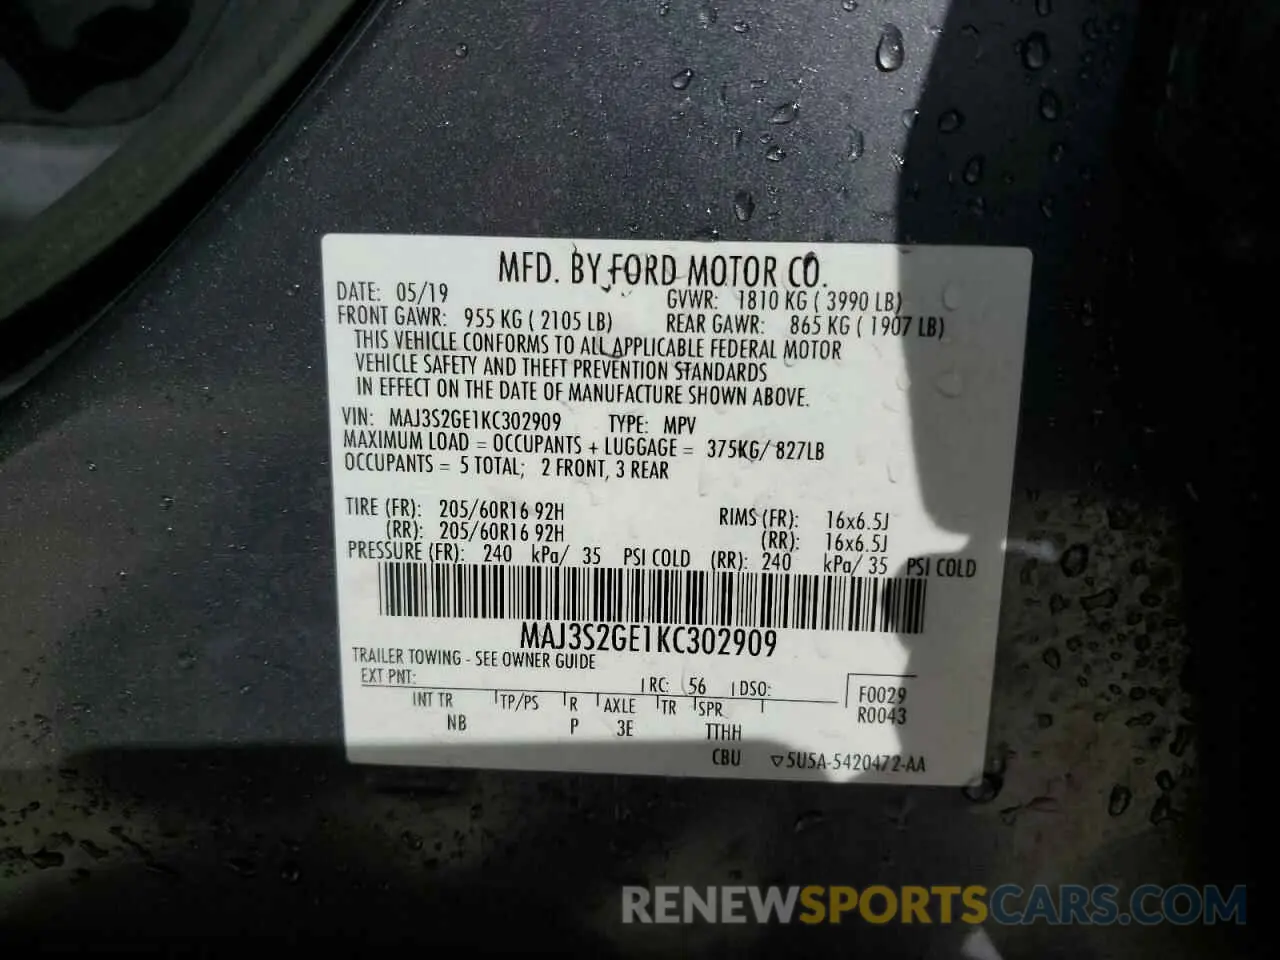 MFD. BY FORD MOTOR CO.
DATE: 05/19 GVWR: 1810 KG ( 3990 LB)
FRONT GAWR: 955 KG ( 2105 LB) REAR GAWR: 865 KG ( 1907 LB)
THIS VEHICLE CONFORMS TO ALL APPLICABLE FEDERAL MOTOR
VEHICLE SAFETY AND THEFT PREVENTION STANDARDS
IN EFFECT ON THE DATE OF MANUFACTURE SHOWN ABOVE.
VIN: MAJ3S2GE1KC302909 TYPE: MPV
MAXIMUM LOAD = OCCUPANTS + LUGGAGE = 375KG/ 827LB
OCCUPANTS = 5 TOTAL; 2 FRONT, 3 REAR
TIRE (FR): 205/60R16 92H RIMS (FR): 16x6.5J
(RR): 205/60R16 92H (RR): 16x6.5J
PRESSURE (FR): 240 kPa/ 35 PSI COLD (RR): 240 kPa/ 35 PSI COLD
MAJ3S2GE1KC302909
TRAILER TOWING - SEE OWNER GUIDE
EXT PNT: RC: 56 DSO: F0029
INT TR TP/PS R AXLE TR SPR R0043
NB P 3E TTHH
CBU ▽5U5A-5420472-AA
RENEWSPORTSCARS.COM